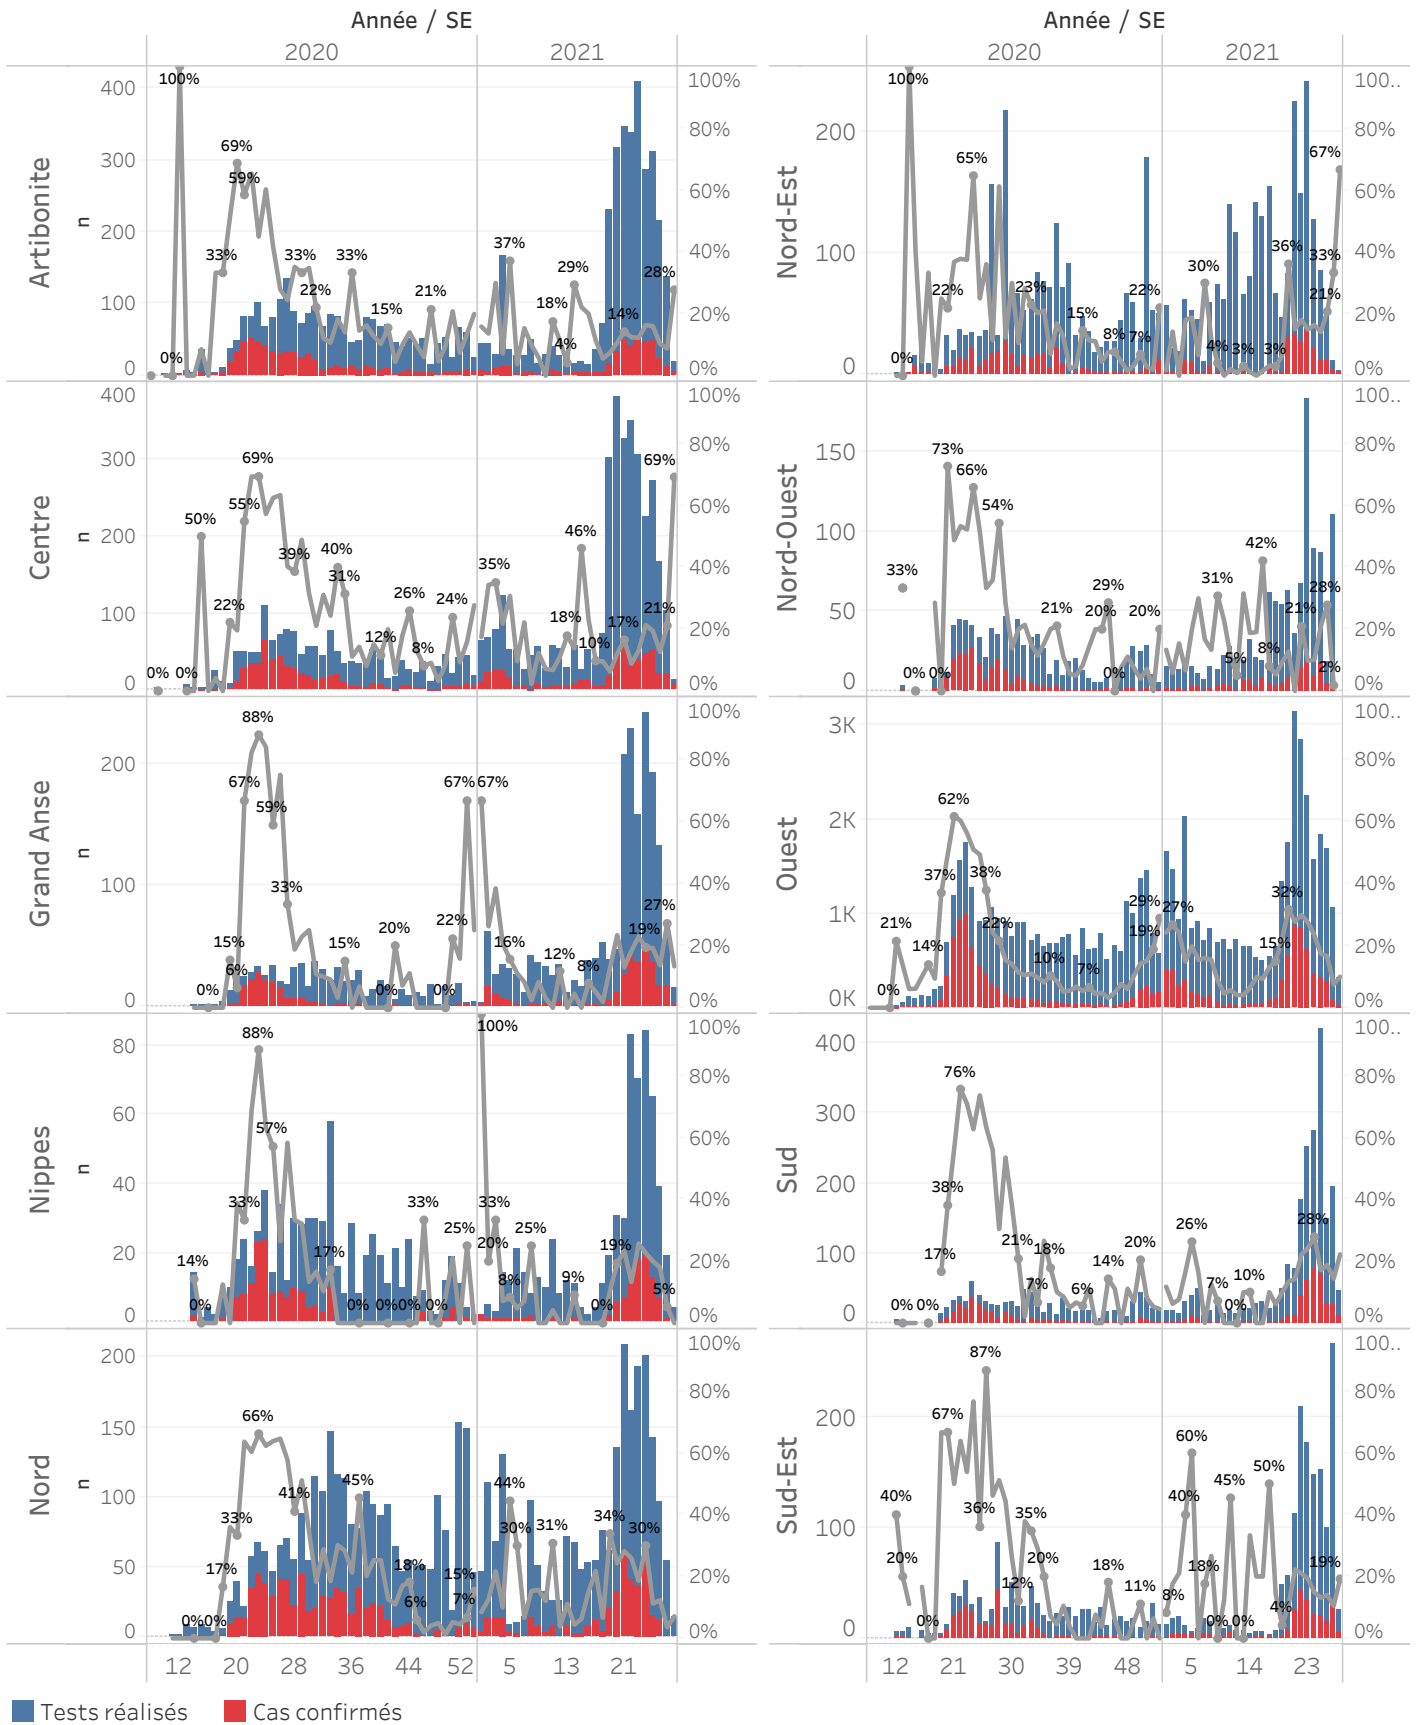 Année / SE
2020 2021
Artibonite
n
400
300
200
100
0
100%
80%
60%
40%
20%
0%
0% 100% 33% 69% 59% 33% 22% 33% 15% 21% 37% 18% 4% 29% 14% 28%
Centre
n
400
300
200
100
0
100%
80%
60%
40%
20%
0%
0% 0% 50% 22% 55% 69% 39% 40% 31% 12% 26% 8% 24% 35% 18% 46% 10% 17% 21% 69%
Grand Anse
n
200
100
0
100%
80%
60%
40%
20%
0%
0% 15% 6% 67% 88% 59% 33% 15% 0% 20% 0% 22% 67% 67% 16% 12% 8% 19% 27%
Nippes
n
80
60
40
20
0
100%
80%
60%
40%
20%
0%
14% 0% 33% 88% 57% 17% 0% 0% 0% 33% 0% 25% 100% 20% 33% 8% 25% 9% 0% 19% 5%
Nord
n
200
150
100
50
0
100%
80%
60%
40%
20%
0%
0% 0% 17% 33% 66% 41% 45% 18% 6% 15% 7% 44% 30% 31% 34% 30%
12 20 28 36 44 52 5 13 21
Année / SE
2020 2021
Nord-Est
200
100
0
100..
80%
60%
40%
20%
0%
0% 100% 22% 65% 23% 15% 8% 7% 22% 30% 4% 3% 3% 36% 21% 33% 67%
Nord-Ouest
150
100
50
0
100..
80%
60%
40%
20%
0%
33% 0% 0% 73% 66% 54% 21% 20% 29% 0% 20% 31% 5% 42% 8% 21% 28% 2%
Ouest
3K
2K
1K
0K
100..
80%
60%
40%
20%
0%
0% 21% 14% 37% 62% 38% 22% 10% 7% 19% 29% 27% 15% 32%
Sud
400
300
200
100
0
100..
80%
60%
40%
20%
0%
0% 0% 17% 38% 76% 21% 7% 18% 6% 14% 20% 26% 7% 0% 10% 28%
Sud-Est
200
100
0
100..
80%
60%
40%
20%
0%
40% 20% 0% 67% 36% 87% 12% 35% 20% 18% 11% 8% 40% 60% 18% 0% 45% 0% 50% 4% 19%
12 21 30 39 48 5 14 23
Tests réalisés Cas confirmés